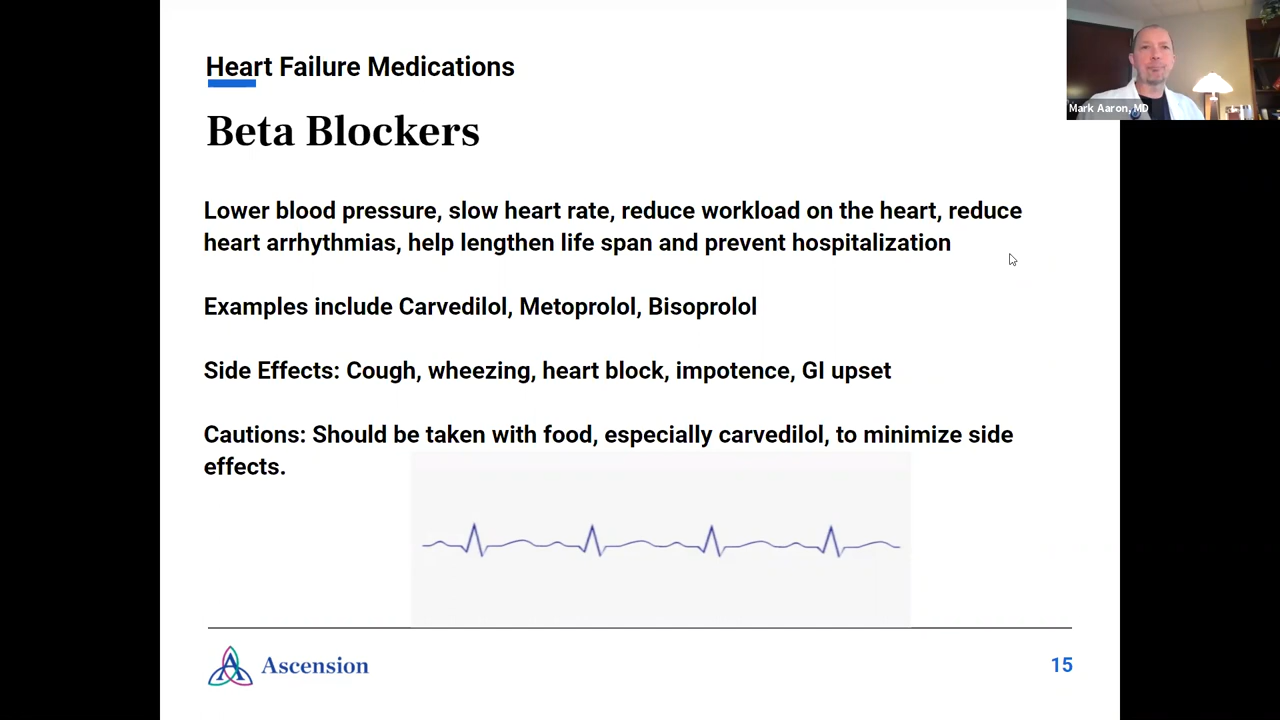 Heart Failure Medications
Mark Aaron, MD
Beta Blockers
Lower blood pressure, slow heart rate, reduce workload on the heart, reduce
heart arrhythmias, help lengthen life span and prevent hospitalization
Examples include Carvedilol, Metoprolol, Bisoprolol
Side Effects: Cough, wheezing, heart block, impotence, GI upset
Cautions: Should be taken with food, especially carvedilol, to minimize side
effects.
Ascension
15